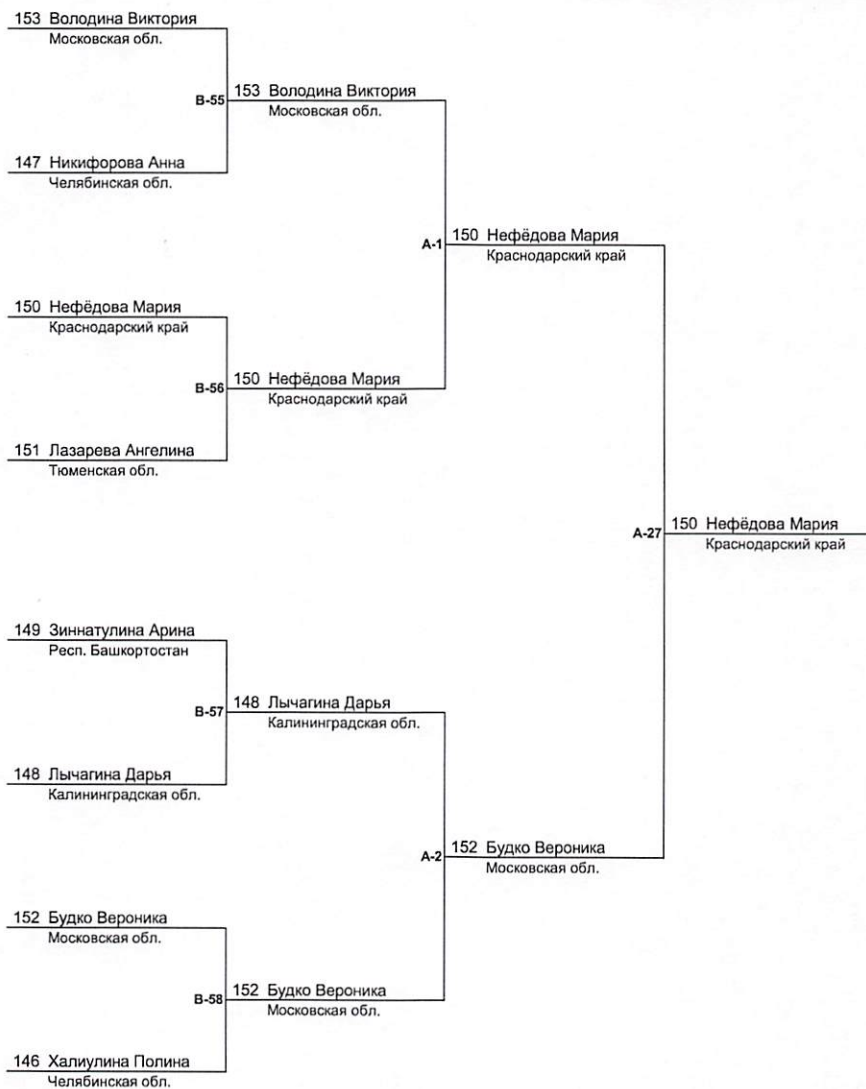 153 Володина Виктория
Московская обл.
B-55
153 Володина Виктория
Московская обл.
147 Никифорова Анна
Челябинская обл.
A-1
150 Нефёдова Мария
Краснодарский край
150 Нефёдова Мария
Краснодарский край
B-56
150 Нефёдова Мария
Краснодарский край
151 Лазарева Ангелина
Тюменская обл.
A-27
150 Нефёдова Мария
Краснодарский край
149 Зиннатулина Арина
Респ. Башкортостан
B-57
148 Лычагина Дарья
Калининградская обл.
148 Лычагина Дарья
Калининградская обл.
A-2
152 Будко Вероника
Московская обл.
152 Будко Вероника
Московская обл.
B-58
152 Будко Вероника
Московская обл.
146 Халиулина Полина
Челябинская обл.